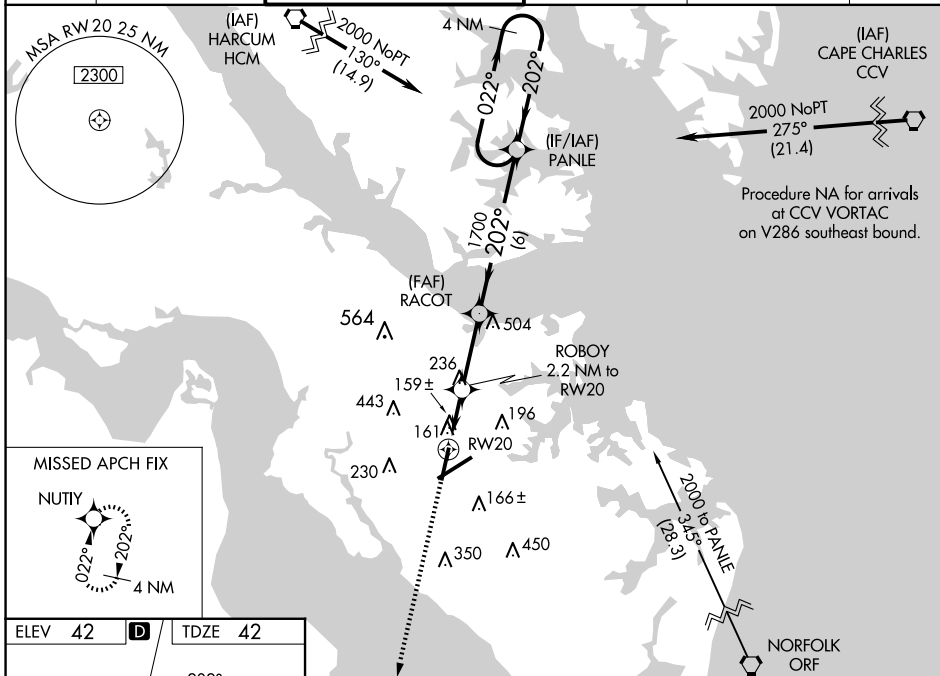 MSA RW 20 25 NM
2300
(IAF)
HARCUM
HCM
2000 NoPT
130°
(14.9)
4 NM
022°
202°
(IF/IAF)
PANLE
(IAF)
CAPE CHARLES
CCV
2000 NoPT
275°
(21.4)
Procedure NA for arrivals
at CCV VORTAC
on V286 southeast bound.
1700
202°
(6)
(FAF)
RACOT
564
504
236
ROBOY
2.2 NM to
RW20
159±
443
161
196
RW20
230
166±
350
450
MISSED APCH FIX
NUTIY
022°
202°
4 NM
2000 to PANLE
345°
(28.3)
NORFOLK
ORF
ELEV 42
D
TDZE 42